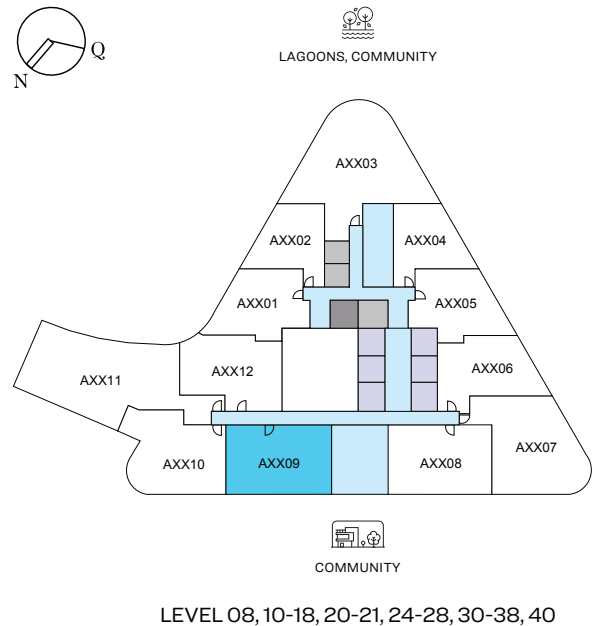 Q
N
LAGOONS, COMMUNITY
AXX03
AXX02
AXX04
AXX01
AXX05
AXX11
AXX12
AXX06
AXX10
AXX09
AXX08
AXX07
COMMUNITY
LEVEL 08, 10-18, 20-21, 24-28, 30-38, 40